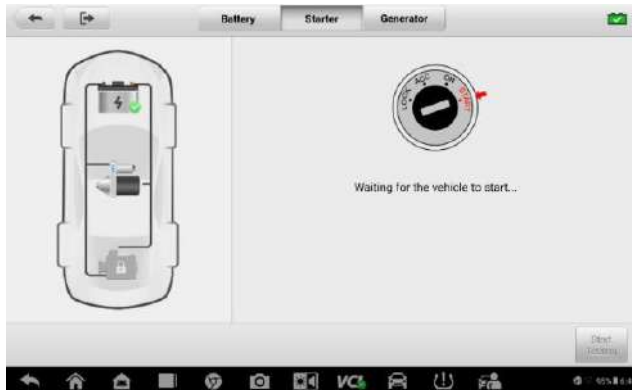 Battery Starter Generator
LOCK ACC ON START
Waiting for the vehicle to start...
Start
Testing
VCI